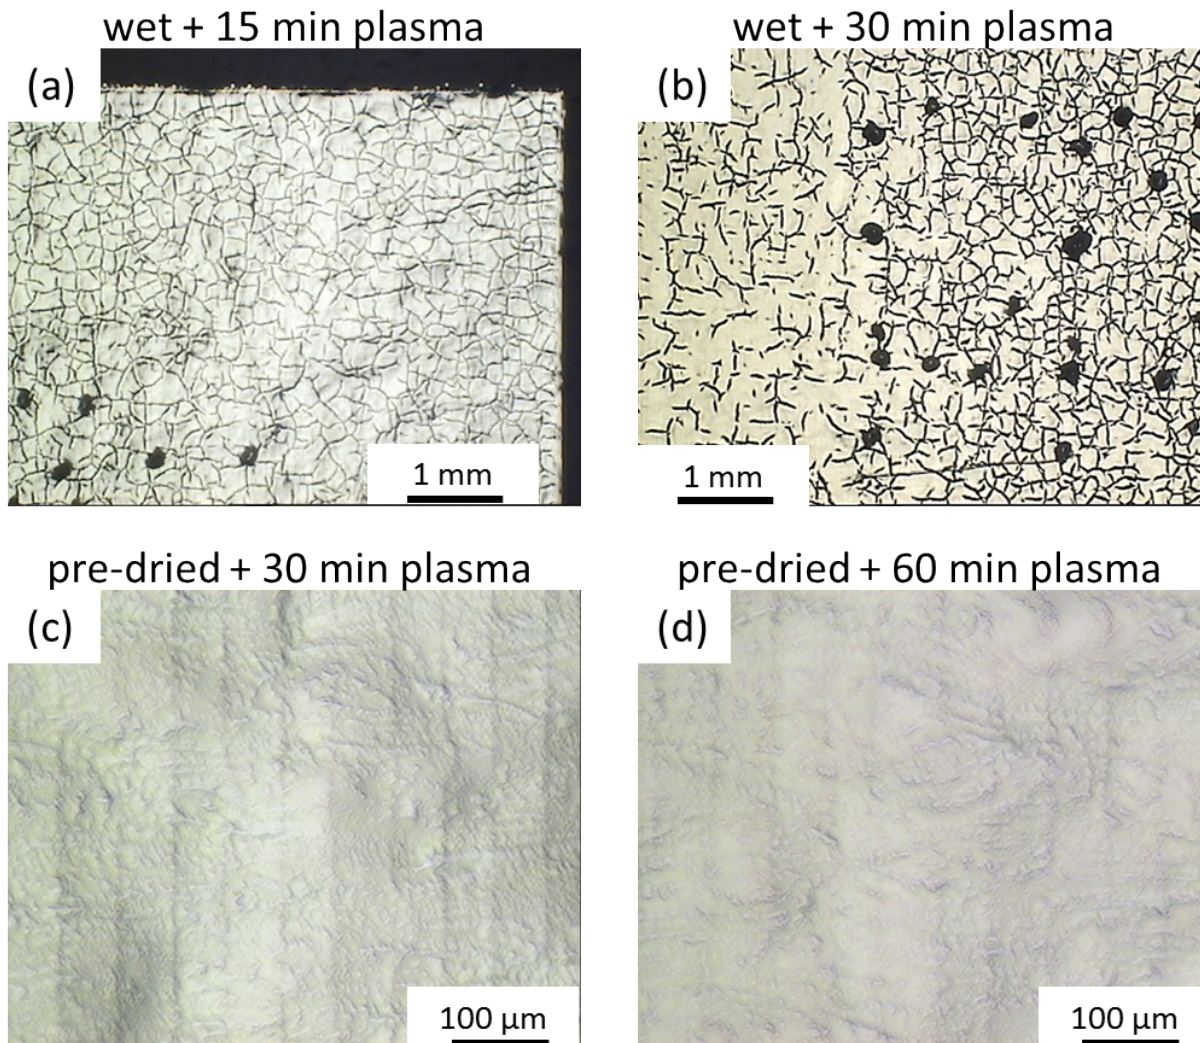 wet + 15 min plasma
wet + 30 min plasma
(a)
(b)
1 mm
1 mm
pre-dried + 30 min plasma
pre-dried + 60 min plasma
(c)
(d)
100 µm
100 µm